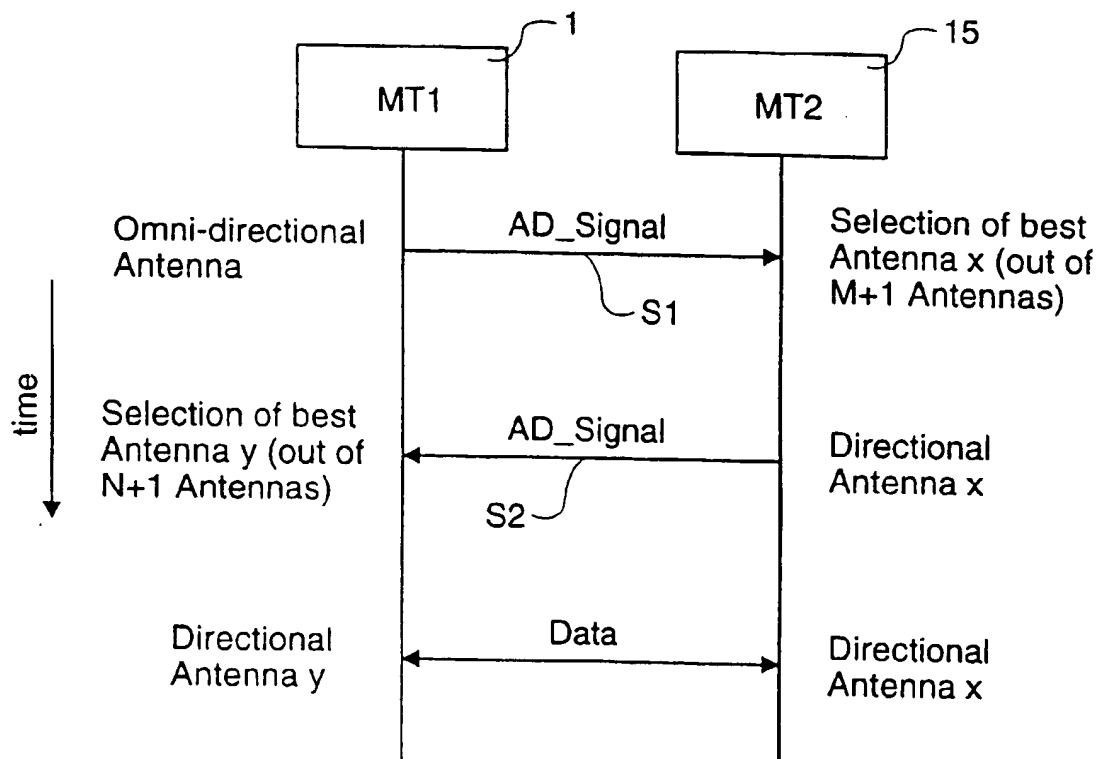 1
15
MT1
MT2
Omni-directional
Antenna
AD_Signal
Selection of best
Antenna x (out of
M+1 Antennas)
S1
time
Selection of best
Antenna y (out of
N+1 Antennas)
AD_Signal
Directional
Antenna x
S2
Directional
Antenna y
Data
Directional
Antenna x